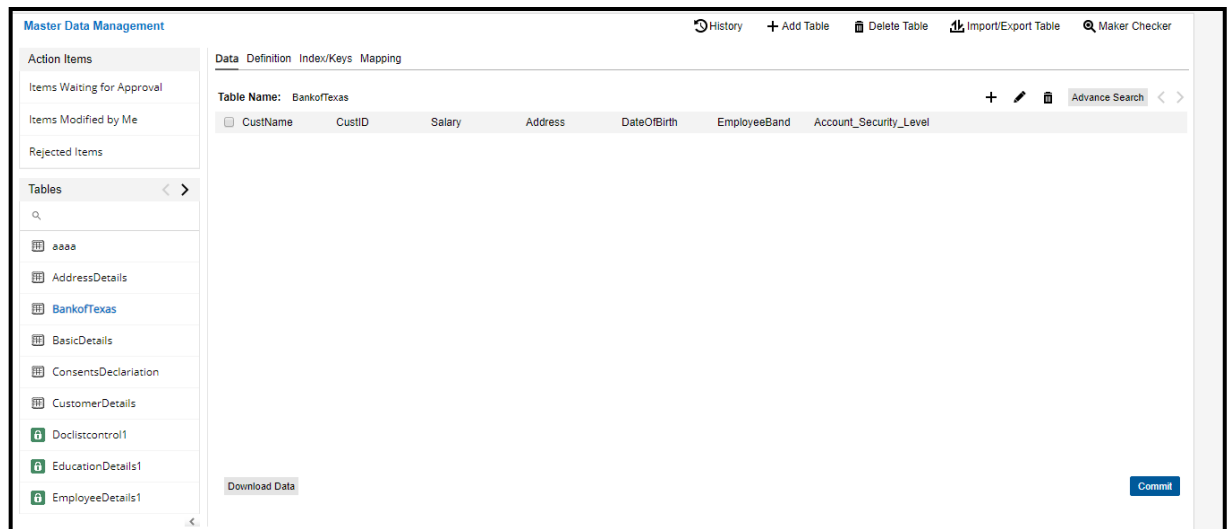 Master Data Management
History Add Table Delete Table Import/Export Table Maker Checker
Action Items
Items Waiting for Approval
Items Modified by Me
Rejected Items
Tables
aaaa
AddressDetails
BankofTexas
BasicDetails
ConsentsDeclariation
CustomerDetails
Doclistcontrol1
EducationDetails1
EmployeeDetails1
Data Definition Index/Keys Mapping
Table Name: BankofTexas
Advance Search
CustName CustID Salary Address DateOfBirth EmployeeBand Account_Security_Level
Download Data
Commit